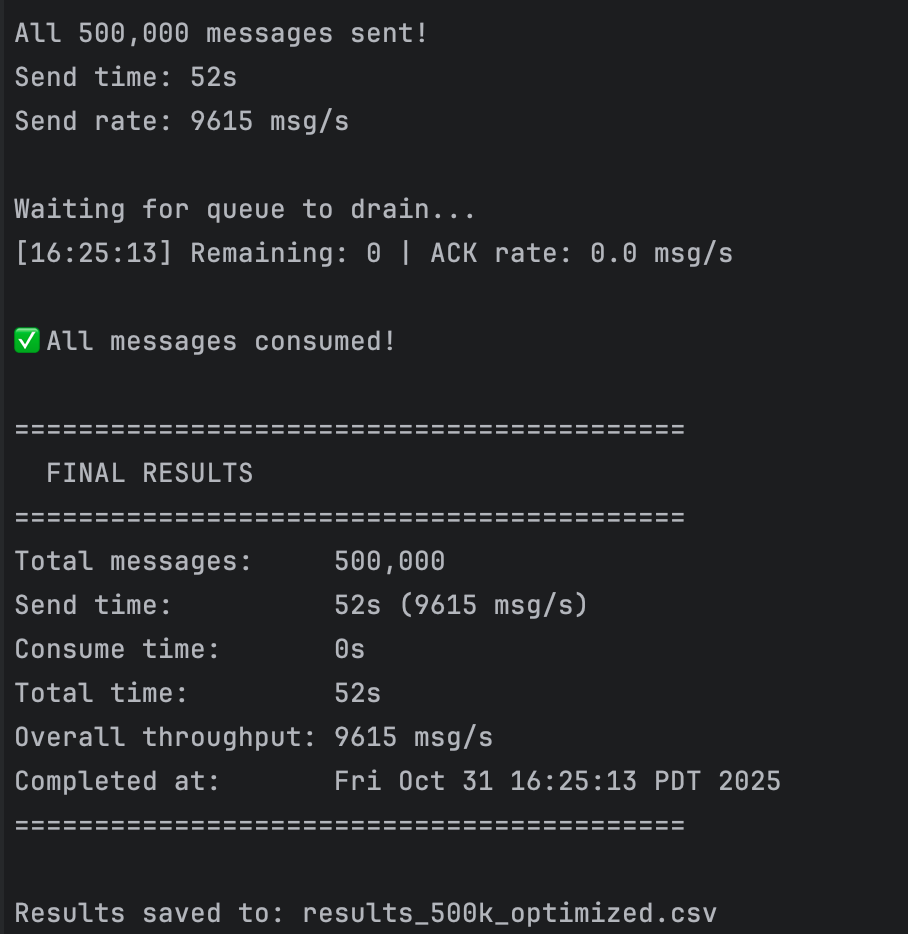 All 500,000 messages sent!
Send time: 52s
Send rate: 9615 msg/s
Waiting for queue to drain...
[16:25:13] Remaining: 0 | ACK rate: 0.0 msg/s
✅ All messages consumed!
==========================================
FINAL RESULTS
==========================================
Total messages: 500,000
Send time: 52s (9615 msg/s)
Consume time: 0s
Total time: 52s
Overall throughput: 9615 msg/s
Completed at: Fri Oct 31 16:25:13 PDT 2025
==========================================
Results saved to: results_500k_optimized.csv